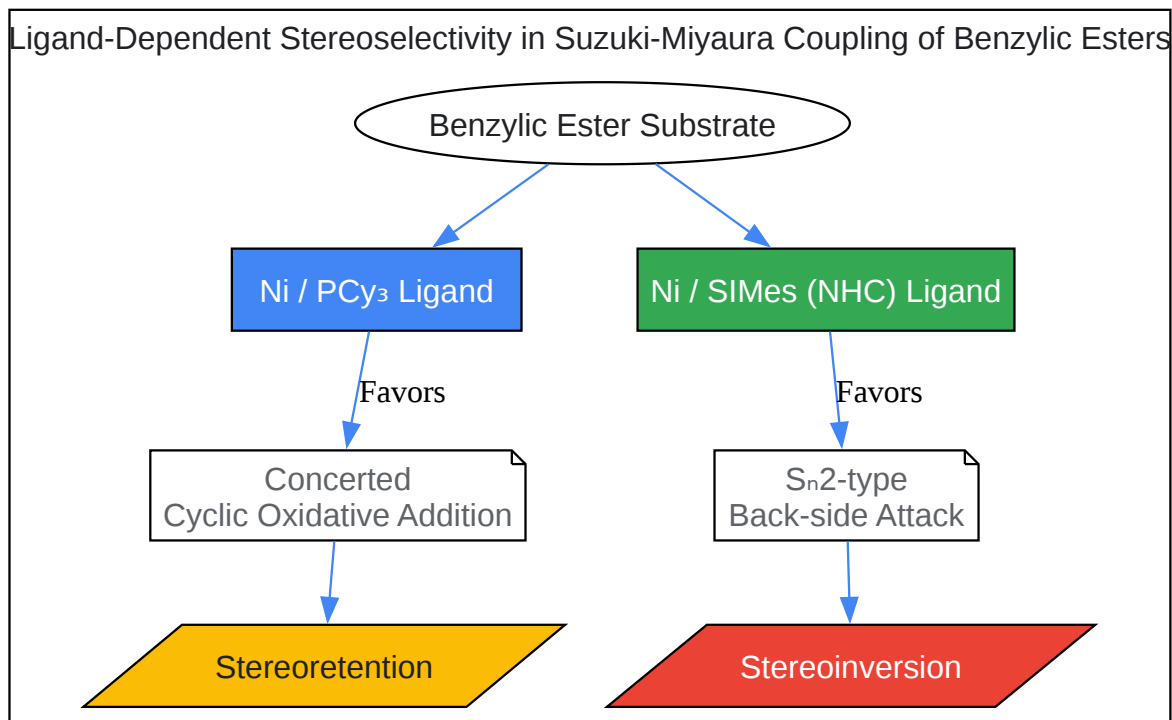 Ligand-Dependent Stereoselectivity in Suzuki-Miyaura Coupling of Benzylic Esters
Benzylic Ester Substrate
Ni / PCy₃ Ligand
Ni / SIMes (NHC) Ligand
Favors
Favors
Concerted
Cyclic Oxidative Addition
Sₙ2-type
Back-side Attack
Stereoretention
Stereoinversion